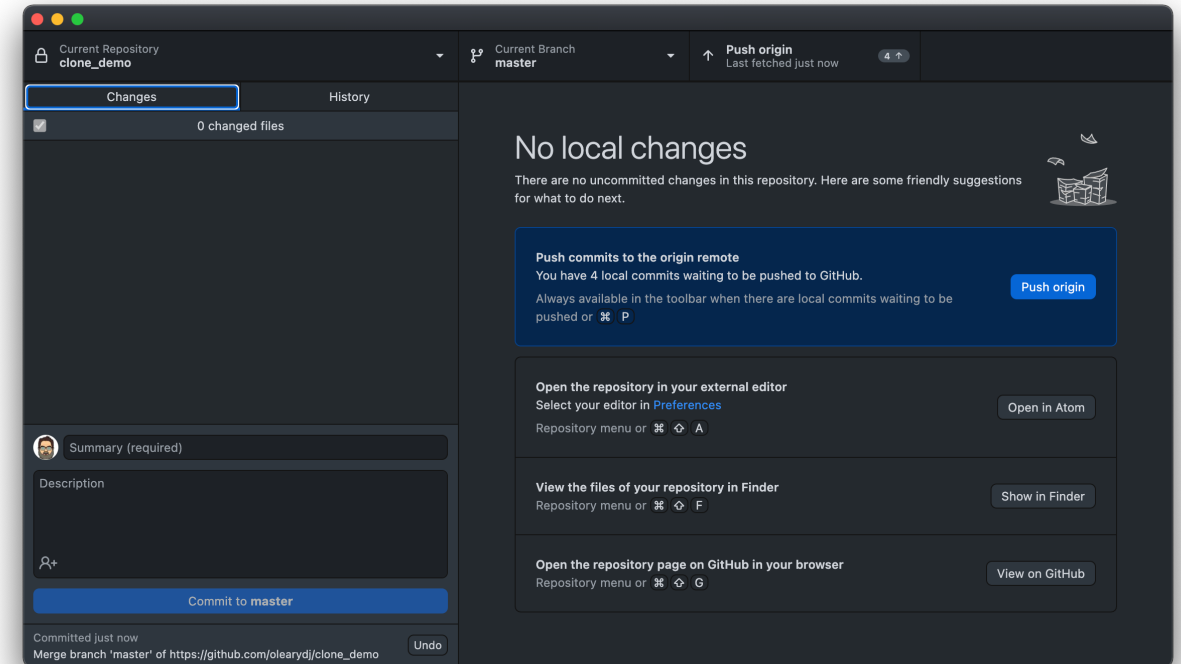 Current Repository
clone_demo
Current Branch
master
Push origin
Last fetched just now
4 ↑
Changes
History
0 changed files
No local changes
There are no uncommitted changes in this repository. Here are some friendly suggestions
for what to do next.
Push commits to the origin remote
You have 4 local commits waiting to be pushed to GitHub.
Always available in the toolbar when there are local commits waiting to be
pushed or ⌘ P
Push origin
Open the repository in your external editor
Select your editor in Preferences
Repository menu or ⌘ ⇧ A
Open in Atom
View the files of your repository in Finder
Repository menu or ⌘ ⇧ F
Show in Finder
Open the repository page on GitHub in your browser
Repository menu or ⌘ ⇧ G
View on GitHub
Summary (required)
Description
Commit to master
Committed just now
Merge branch 'master' of https://github.com/olearydj/clone_demo
Undo